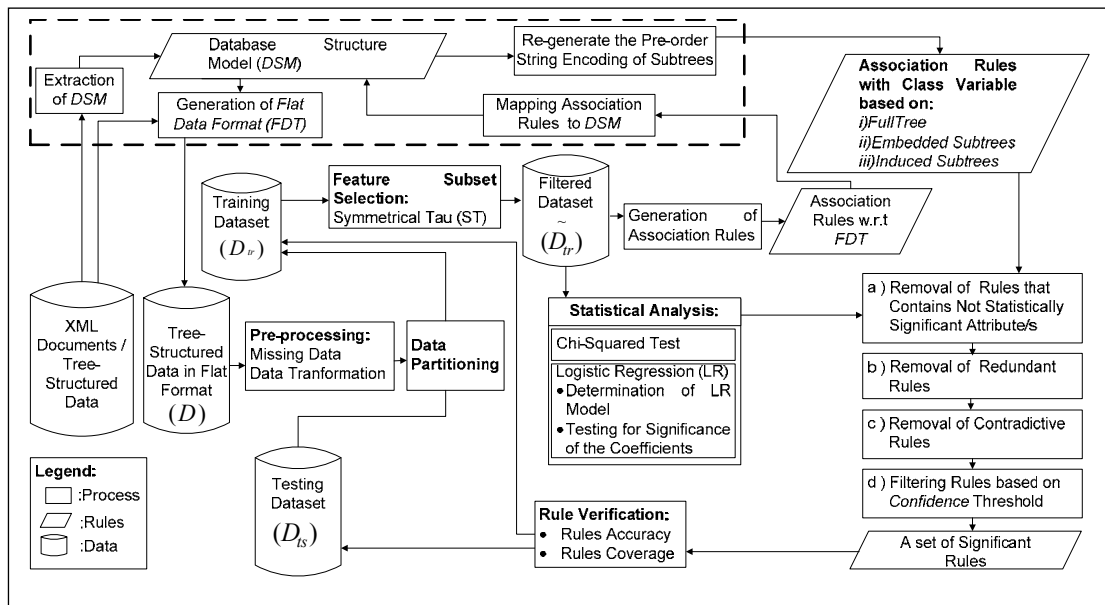 Database Structure
Model (DSM)
Re-generate the Pre-order
String Encoding of Subtrees
Extraction
of DSM
Generation of Flat
Data Format (FDT)
Mapping Association
Rules to DSM
Association Rules
with Class Variable
based on:
i)FullTree
ii)Embedded Subtrees
iii)Induced Subtrees
Training
Dataset
(D tr)
Feature Subset
Selection:
Symmetrical Tau (ST)
Filtered
Dataset
~
(D tr)
Generation of
Association Rules
Association
Rules w.r.t
FDT
XML
Documents /
Tree-
Structured
Data
Tree-
Structured
Data in Flat
Format
(D)
Pre-processing:
Missing Data
Data Tranformation
Data
Partitioning
Statistical Analysis:
Chi-Squared Test
Logistic Regression (LR)
●Determination of LR
Model
●Testing for Significance
of the Coefficients
a ) Removal of Rules that
Contains Not Statistically
Significant Attribute/s
b ) Removal of Redundant
Rules
c ) Removal of Contradictive
Rules
d ) Filtering Rules based on
Confidence Threshold
A set of Significant
Rules
Rule Verification:
● Rules Accuracy
● Rules Coverage
Testing
Dataset
(D ts)
Legend:
:Process
:Rules
:Data